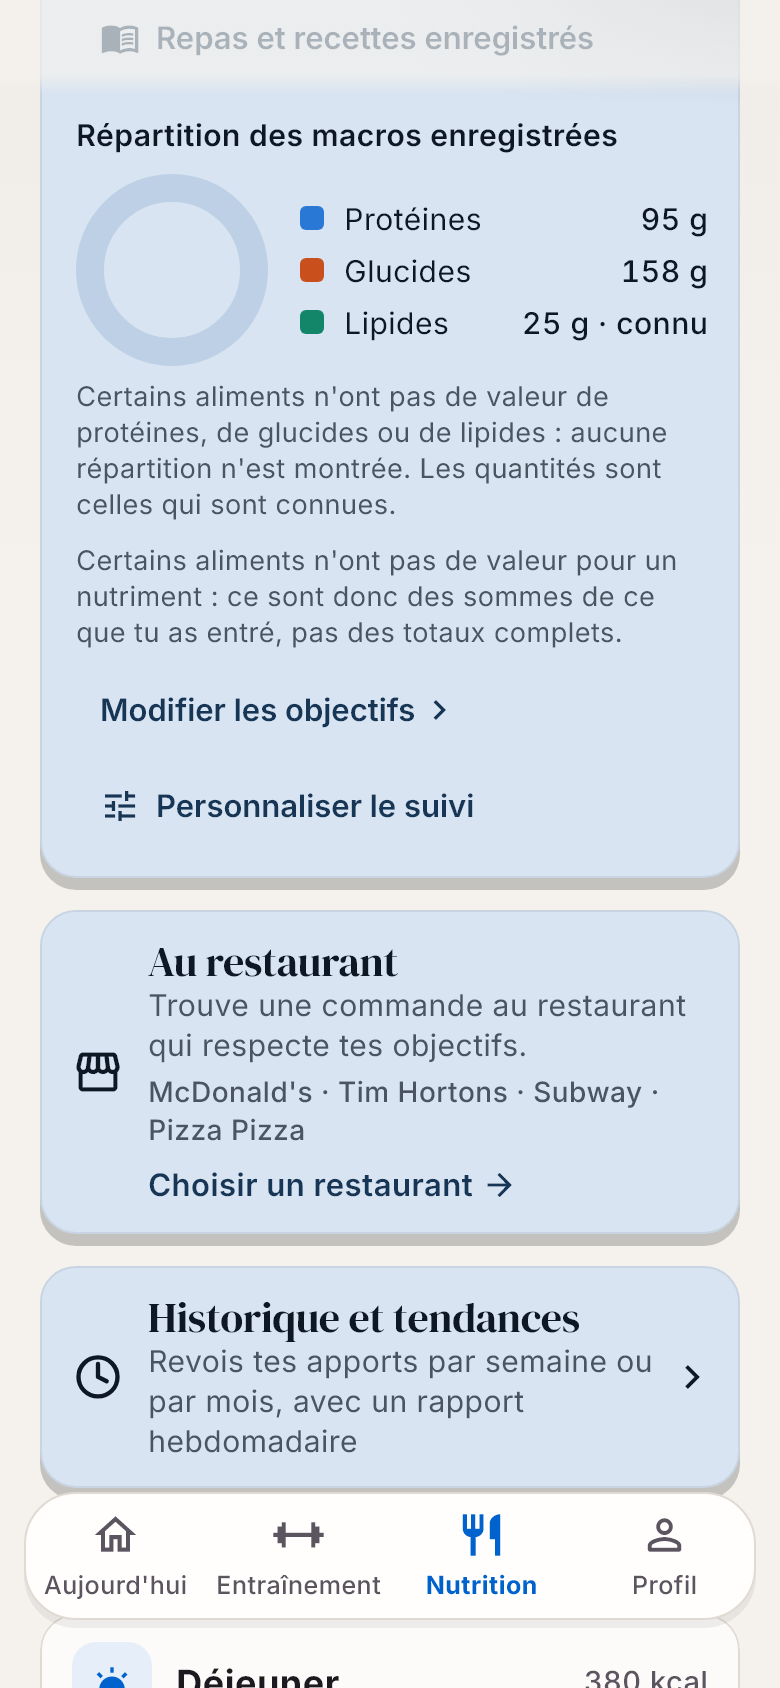 Repas et recettes enregistrés
Répartition des macros enregistrées
Protéines 95 g
Glucides 158 g
Lipides 25 g · connu
Certains aliments n'ont pas de valeur de
protéines, de glucides ou de lipides : aucune
répartition n'est montrée. Les quantités sont
celles qui sont connues.
Certains aliments n'ont pas de valeur pour un
nutriment : ce sont donc des sommes de ce
que tu as entré, pas des totaux complets.
Modifier les objectifs
Personnaliser le suivi
Au restaurant
Trouve une commande au restaurant
qui respecte tes objectifs.
McDonald's · Tim Hortons · Subway ·
Pizza Pizza
Choisir un restaurant →
Historique et tendances
Revois tes apports par semaine ou
par mois, avec un rapport
hebdomadaire
Aujourd'hui Entraînement Nutrition Profil
Déjeuner 380 kcal